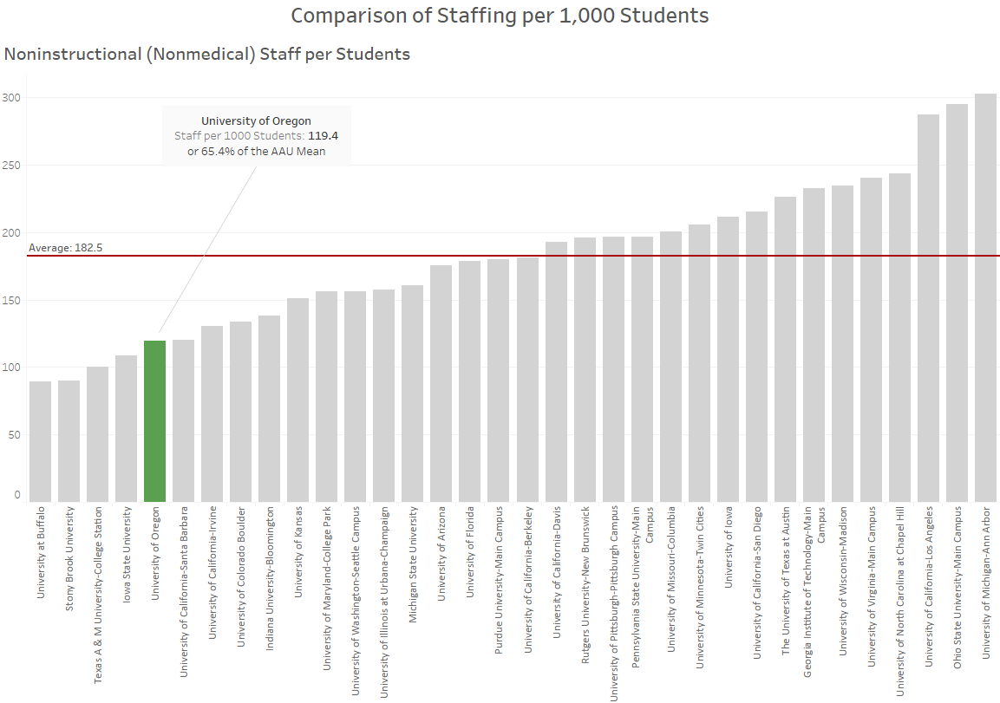 Comparison of Staffing per 1,000 Students
Noninstructional (Nonmedical) Staff per Students
300
250
200
150
100
50
0
University of Oregon
Staff per 1000 Students: 119.4
or 65.4% of the AAU Mean
Average: 182.5
University at Buffalo
Stony Brook University
Texas A & M University-College Station
Iowa State University
University of Oregon
University of California-Santa Barbara
University of California-Irvine
University of Colorado Boulder
Indiana University-Bloomington
University of Kansas
University of Maryland-College Park
University of Washington-Seattle Campus
University of Illinois at Urbana-Champaign
Michigan State University
University of Arizona
University of Florida
Purdue University-Main Campus
University of California-Berkeley
University of California-Davis
Rutgers University-New Brunswick
University of Pittsburgh-Pittsburgh Campus
Pennsylvania State University-Main
Campus
University of Missouri-Columbia
University of Minnesota-Twin Cities
University of Iowa
University of California-San Diego
The University of Texas at Austin
Georgia Institute of Technology-Main
Campus
University of Wisconsin-Madison
University of Virginia-Main Campus
University of North Carolina at Chapel Hill
University of California-Los Angeles
Ohio State University-Main Campus
University of Michigan-Ann Arbor